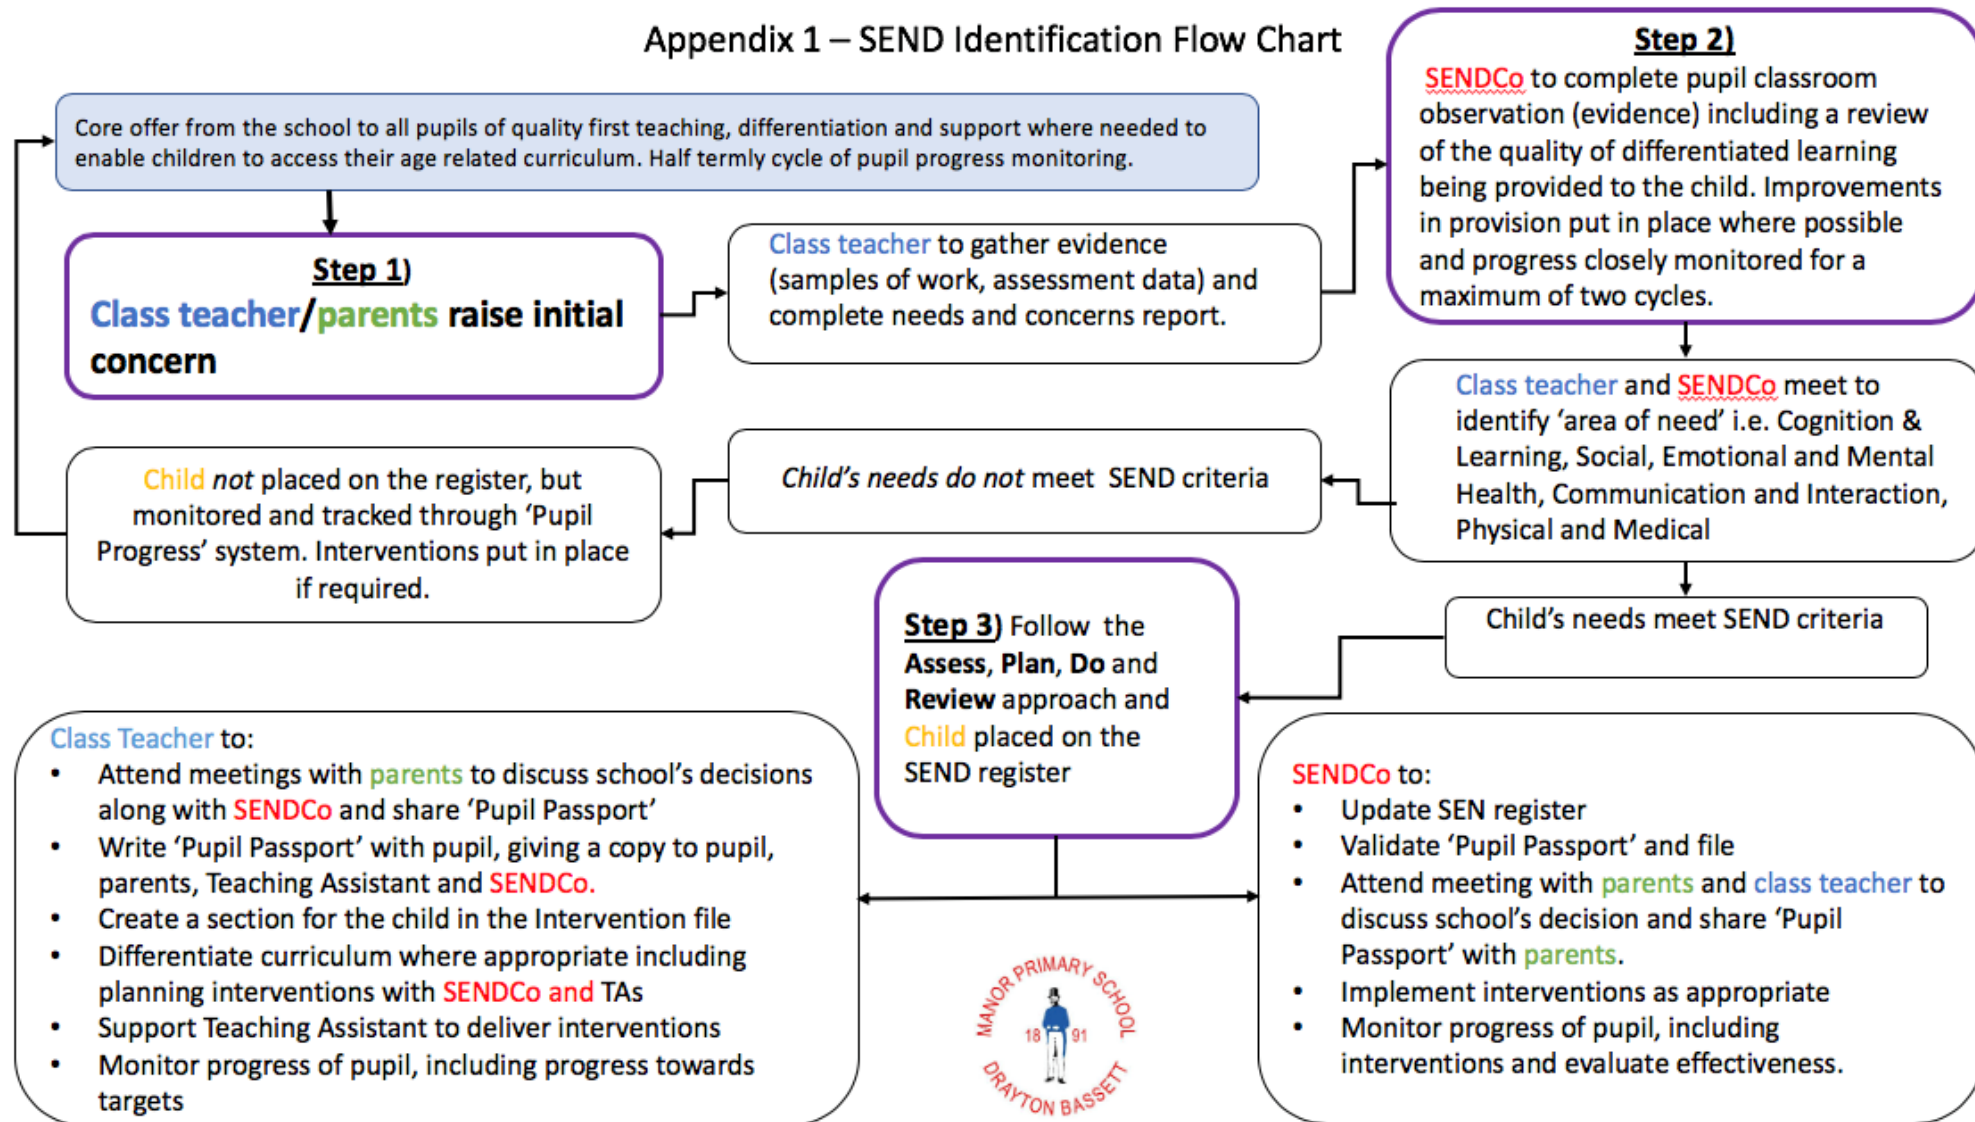 Appendix 1 – SEND Identification Flow Chart
Core offer from the school to all pupils of quality first teaching, differentiation and support where needed to
enable children to access their age related curriculum. Half termly cycle of pupil progress monitoring.
Step 1)
Class teacher/parents raise initial
concern
Class teacher to gather evidence
(samples of work, assessment data) and
complete needs and concerns report.
Step 2)
SENDCo to complete pupil classroom
observation (evidence) including a review
of the quality of differentiated learning
being provided to the child. Improvements
in provision put in place where possible
and progress closely monitored for a
maximum of two cycles.
Class teacher and SENDCo meet to
identify ‘area of need’ i.e. Cognition &
Learning, Social, Emotional and Mental
Health, Communication and Interaction,
Physical and Medical
Child’s needs do not meet SEND criteria
Child not placed on the register, but
monitored and tracked through ‘Pupil
Progress’ system. Interventions put in place
if required.
Child’s needs meet SEND criteria
Step 3) Follow the
Assess, Plan, Do and
Review approach and
Child placed on the
SEND register
Class Teacher to:
• Attend meetings with parents to discuss school’s decisions
along with SENDCo and share ‘Pupil Passport’
• Write ‘Pupil Passport’ with pupil, giving a copy to pupil,
parents, Teaching Assistant and SENDCo.
• Create a section for the child in the Intervention file
• Differentiate curriculum where appropriate including
planning interventions with SENDCo and TAs
• Support Teaching Assistant to deliver interventions
• Monitor progress of pupil, including progress towards
targets
SENDCo to:
• Update SEN register
• Validate ‘Pupil Passport’ and file
• Attend meeting with parents and class teacher to
discuss school’s decision and share ‘Pupil
Passport’ with parents.
• Implement interventions as appropriate
• Monitor progress of pupil, including
interventions and evaluate effectiveness.
MANOR PRIMARY SCHOOL
18 91
DRAYTON BASSETT